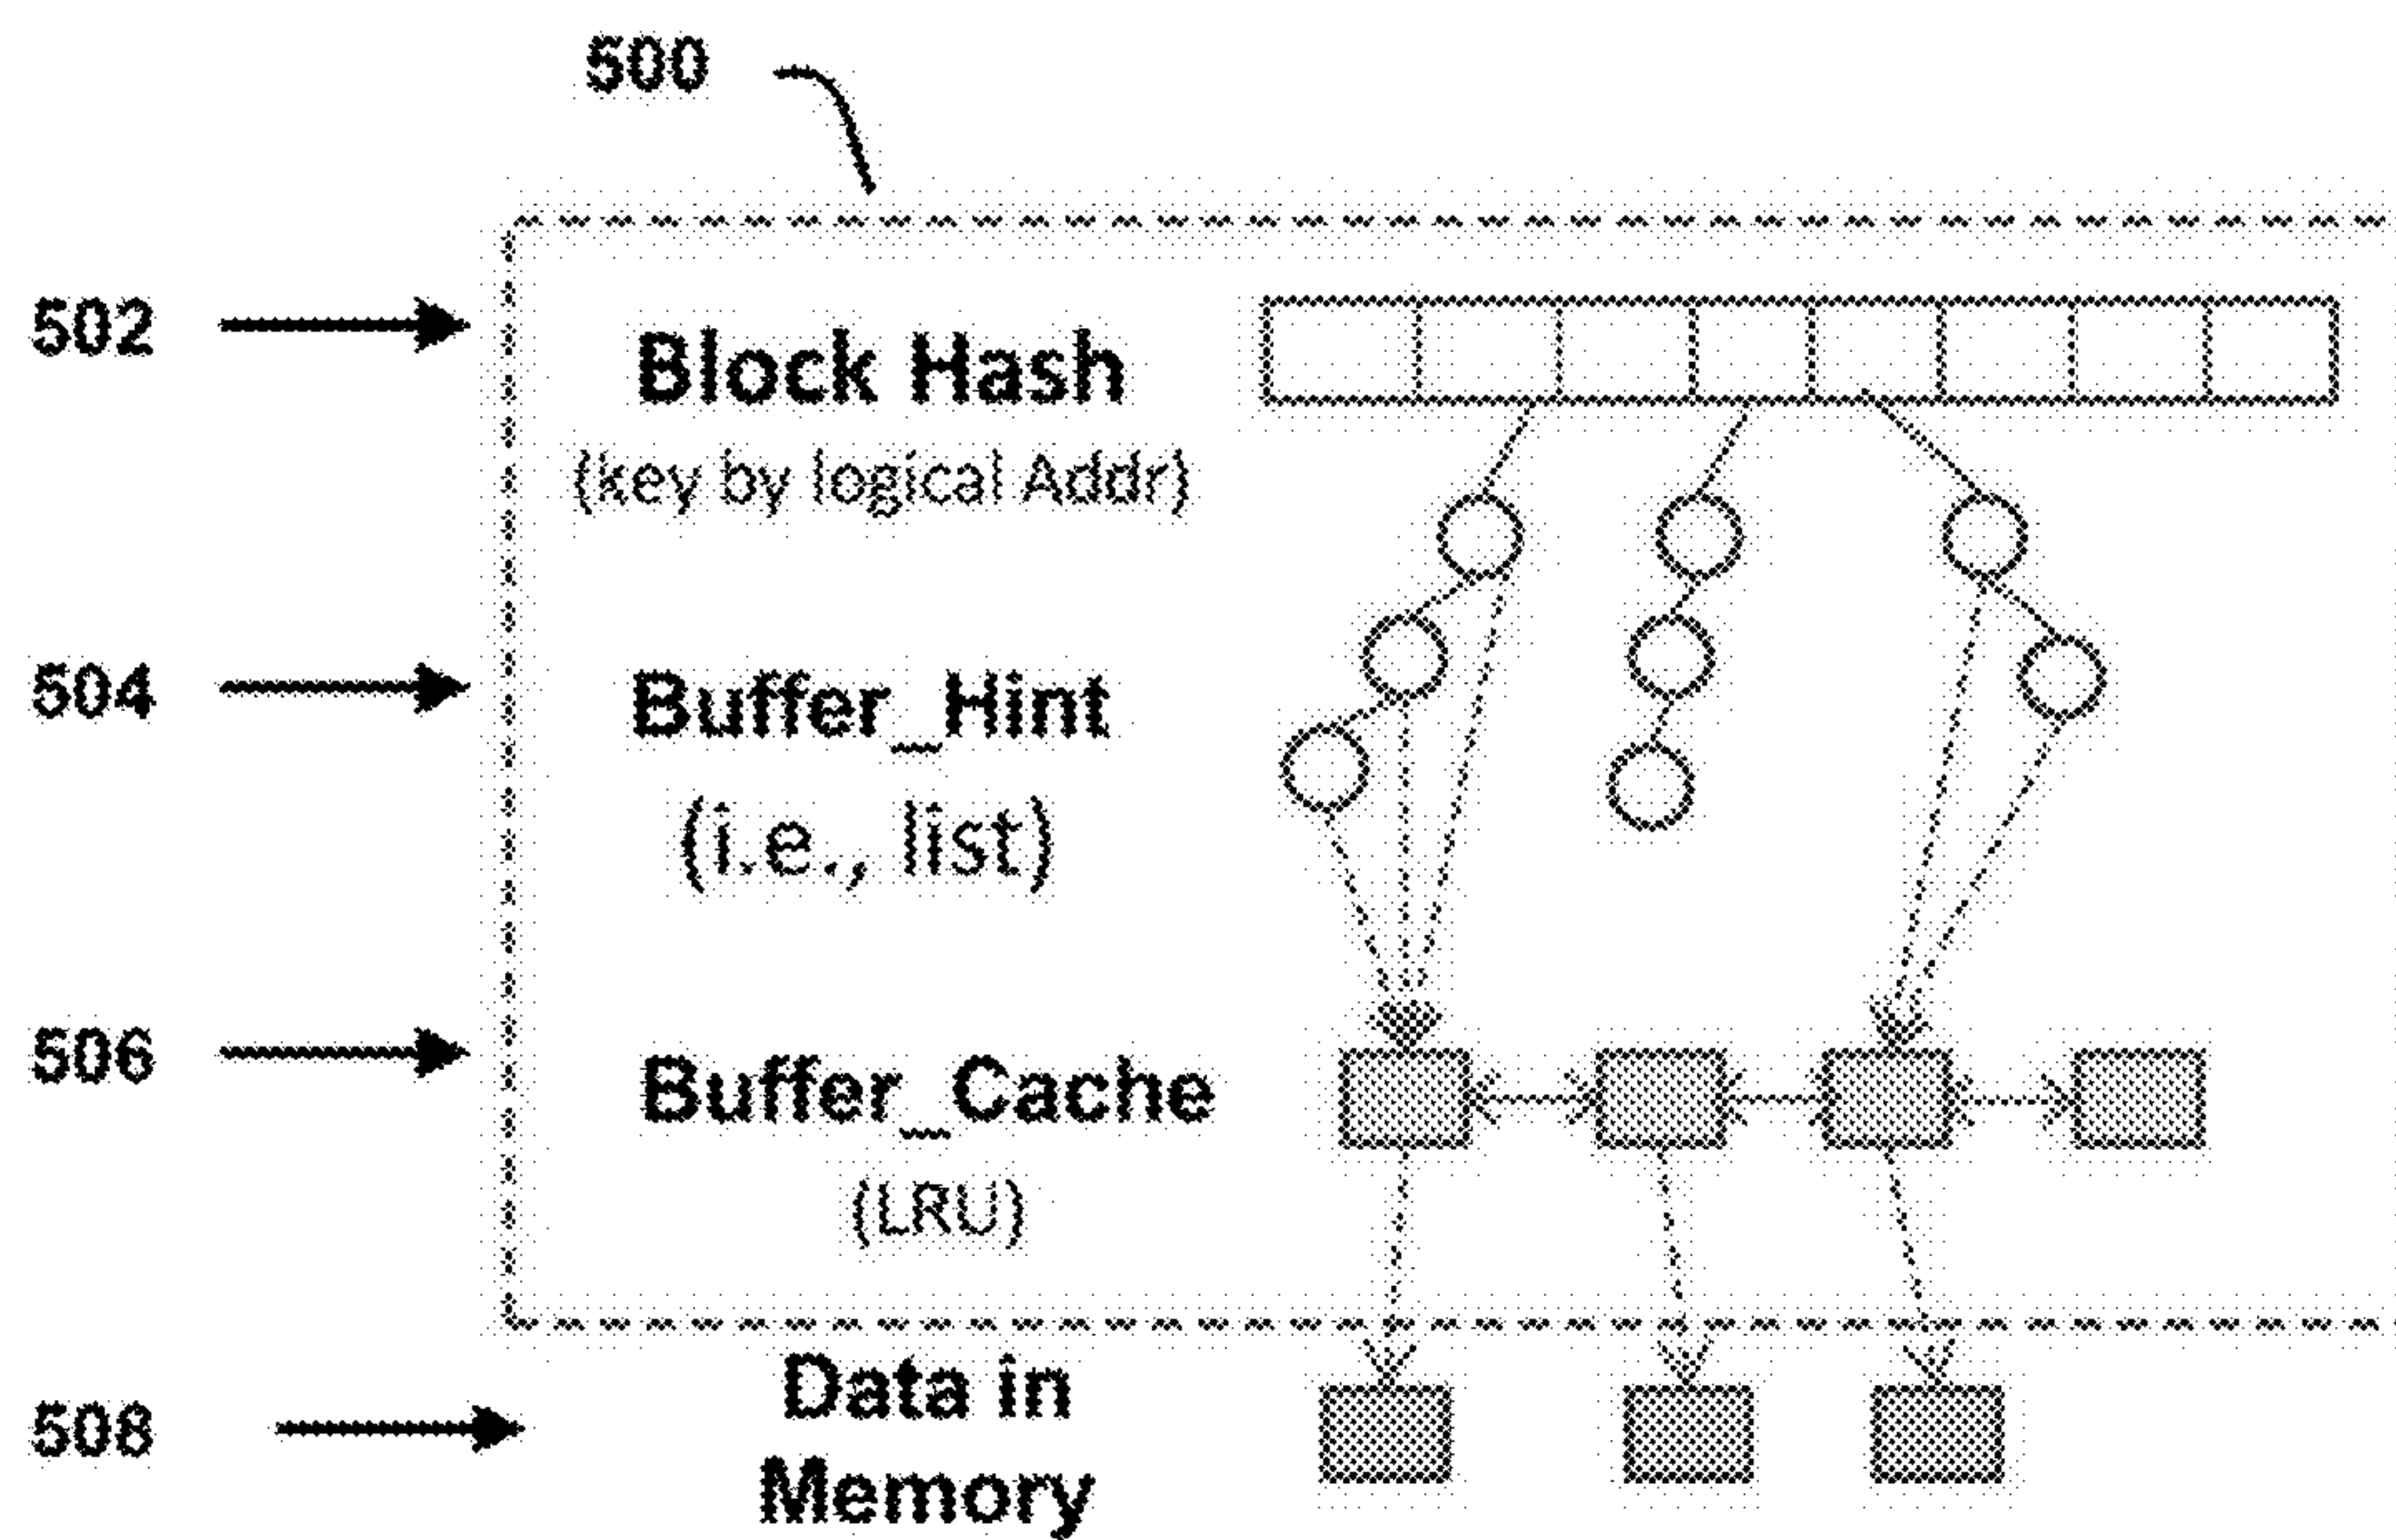 500
502
Block Hash
(key by logical Addr)
504
Buffer_Hint
(i.e., list)
506
Buffer_Cache
(LRU)
508
Data in
Memory